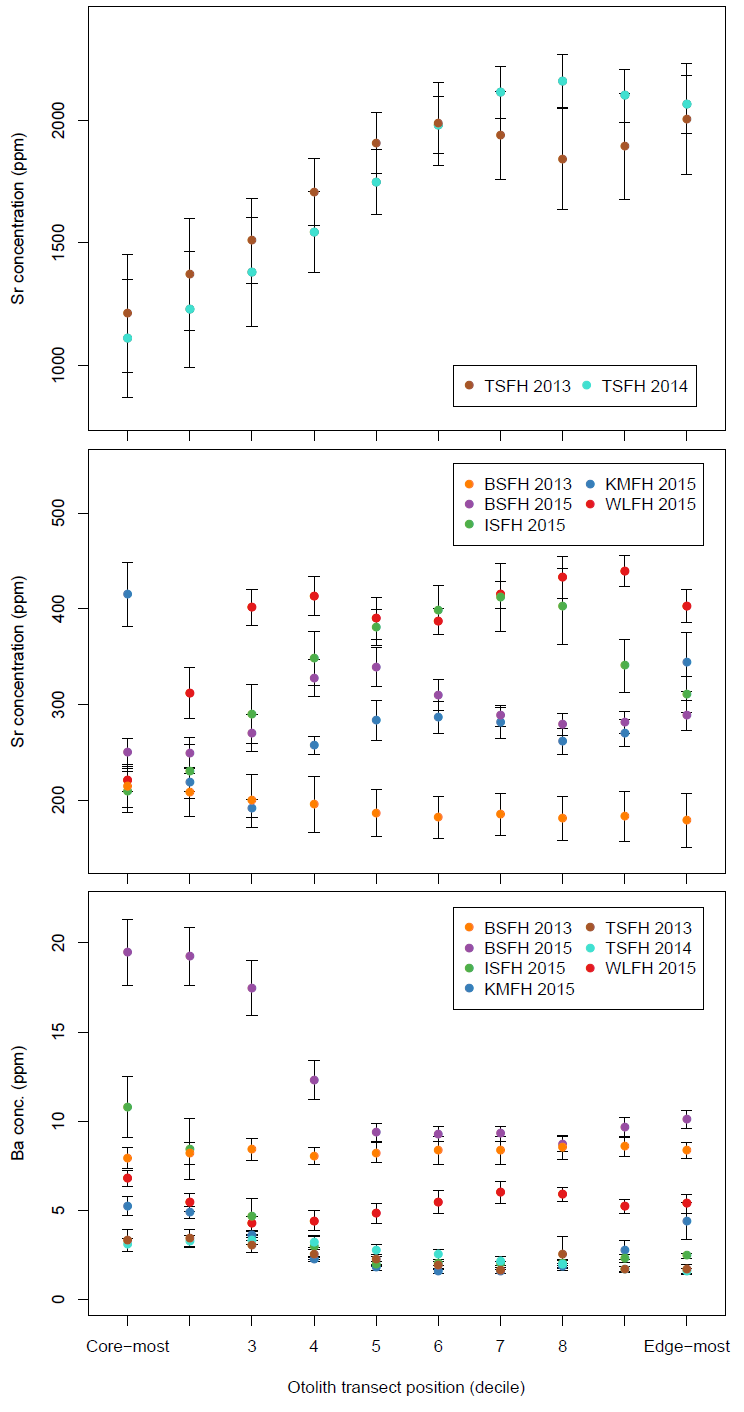 Sr concentration (ppm)
2000
1500
1000
TSFH 2013 TSFH 2014
Sr concentration (ppm)
500
400
300
200
BSFH 2013 KMFH 2015
BSFH 2015 WLFH 2015
ISFH 2015
Ba conc. (ppm)
20
15
10
5
0
BSFH 2013 TSFH 2013
BSFH 2015 TSFH 2014
ISFH 2015 WLFH 2015
KMFH 2015
Core-most 3 4 5 6 7 8 Edge-most
Otolith transect position (decile)